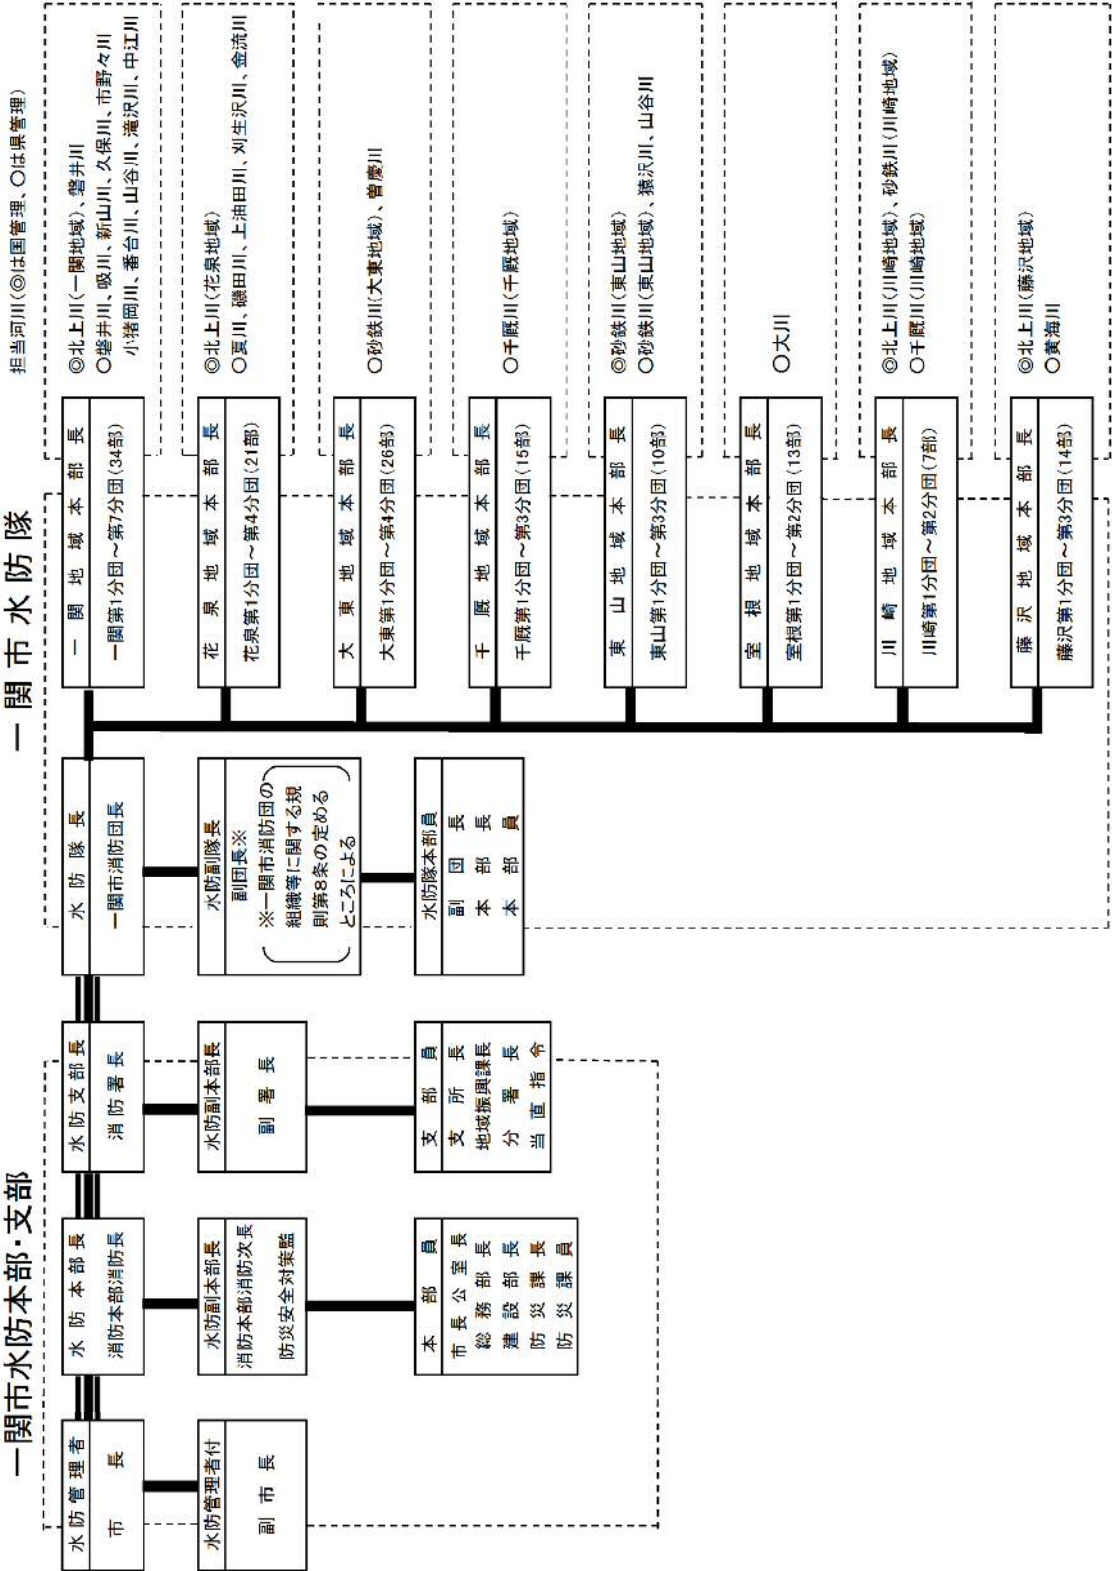 一関市水防本部・支部
水防管理者
市長
水防管理者付
副市長
水防本部長
消防本部消防長
水防副本部長
消防本部消防次長
防災安全対策監
本部員
市長公室長
総務部長
建設部長
防災課長
防災課員
水防支部長
消防署長
水防副本部長
副署長
支部員
支所長
地域振興課長
分署長
当直指令
一関市水防隊
水防隊長
一関市消防団長
水防副隊長
副団長※
※一関市消防団の
組織等に関する規
則第8条の定める
ところによる
水防隊本部員
副団長
本部長
本部員
担当河川(◎は国管理、○は県管理)
一関地域本部長
一関第1分団~第7分団(34部)
◎北上川(一関地域)、磐井川
○磐井川、吸川、新山川、久保川、市野々川
小猪岡川、番台川、山谷川、滝沢川、中江川
花泉地域本部長
花泉第1分団~第4分団(21部)
◎北上川(花泉地域)
○夏川、磯田川、上油田川、刈生沢川、金流川
大東地域本部長
大東第1分団~第4分団(26部)
○砂鉄川(大東地域)、曽慶川
千厩地域本部長
千厩第1分団~第3分団(15部)
○千厩川(千厩地域)
東山地域本部長
東山第1分団~第3分団(10部)
◎砂鉄川(東山地域)
○砂鉄川(東山地域)、猿沢川、山谷川
室根地域本部長
室根第1分団~第2分団(13部)
○大川
川崎地域本部長
川崎第1分団~第2分団(7部)
◎北上川(川崎地域)、砂鉄川(川崎地域)
○千厩川(川崎地域)
藤沢地域本部長
藤沢第1分団~第3分団(14部)
◎北上川(藤沢地域)
○黄海川